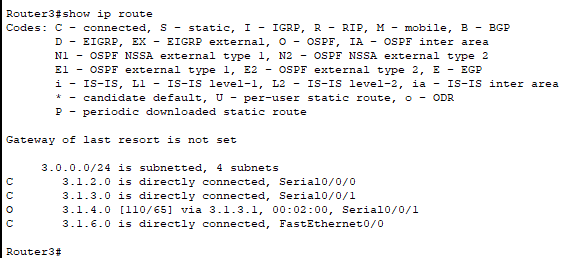 Router3#show ip route
Codes: C - connected, S - static, I - IGRP, R - RIP, M - mobile, B - BGP
D - EIGRP, EX - EIGRP external, O - OSPF, IA - OSPF inter area
N1 - OSPF NSSA external type 1, N2 - OSPF NSSA external type 2
E1 - OSPF external type 1, E2 - OSPF external type 2, E - EGP
i - IS-IS, L1 - IS-IS level-1, L2 - IS-IS level-2, ia - IS-IS inter area
* - candidate default, U - per-user static route, o - ODR
P - periodic downloaded static route
Gateway of last resort is not set
3.0.0.0/24 is subnetted, 4 subnets
C 3.1.2.0 is directly connected, Serial0/0/0
C 3.1.3.0 is directly connected, Serial0/0/1
O 3.1.4.0 [110/65] via 3.1.3.1, 00:02:00, Serial0/0/1
C 3.1.6.0 is directly connected, FastEthernet0/0
Router3#